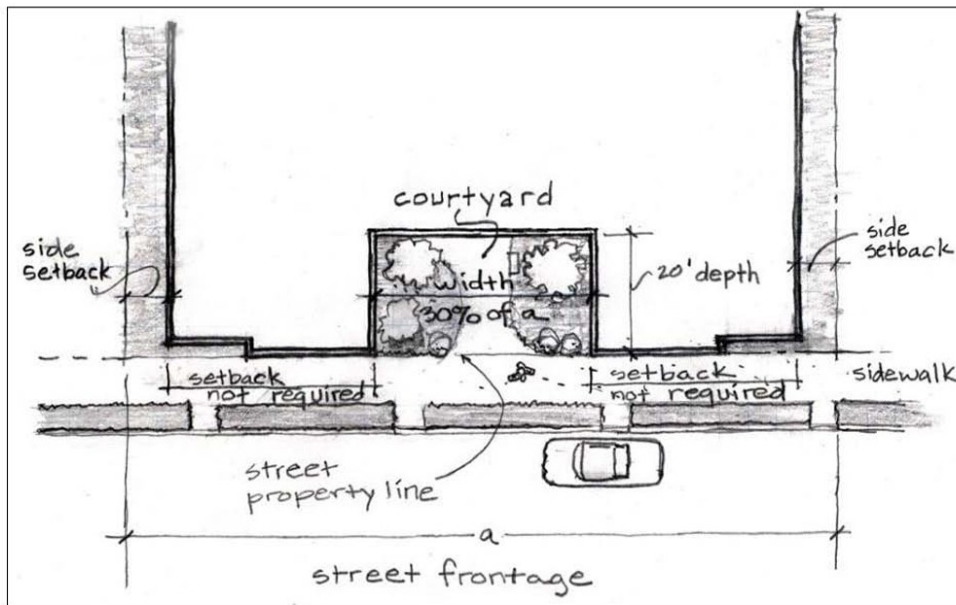 courtyard
side
setback
side
setback
width
30% of a
20' depth
setback
not required
setback
not required
sidewalk
street
property line
a
street frontage